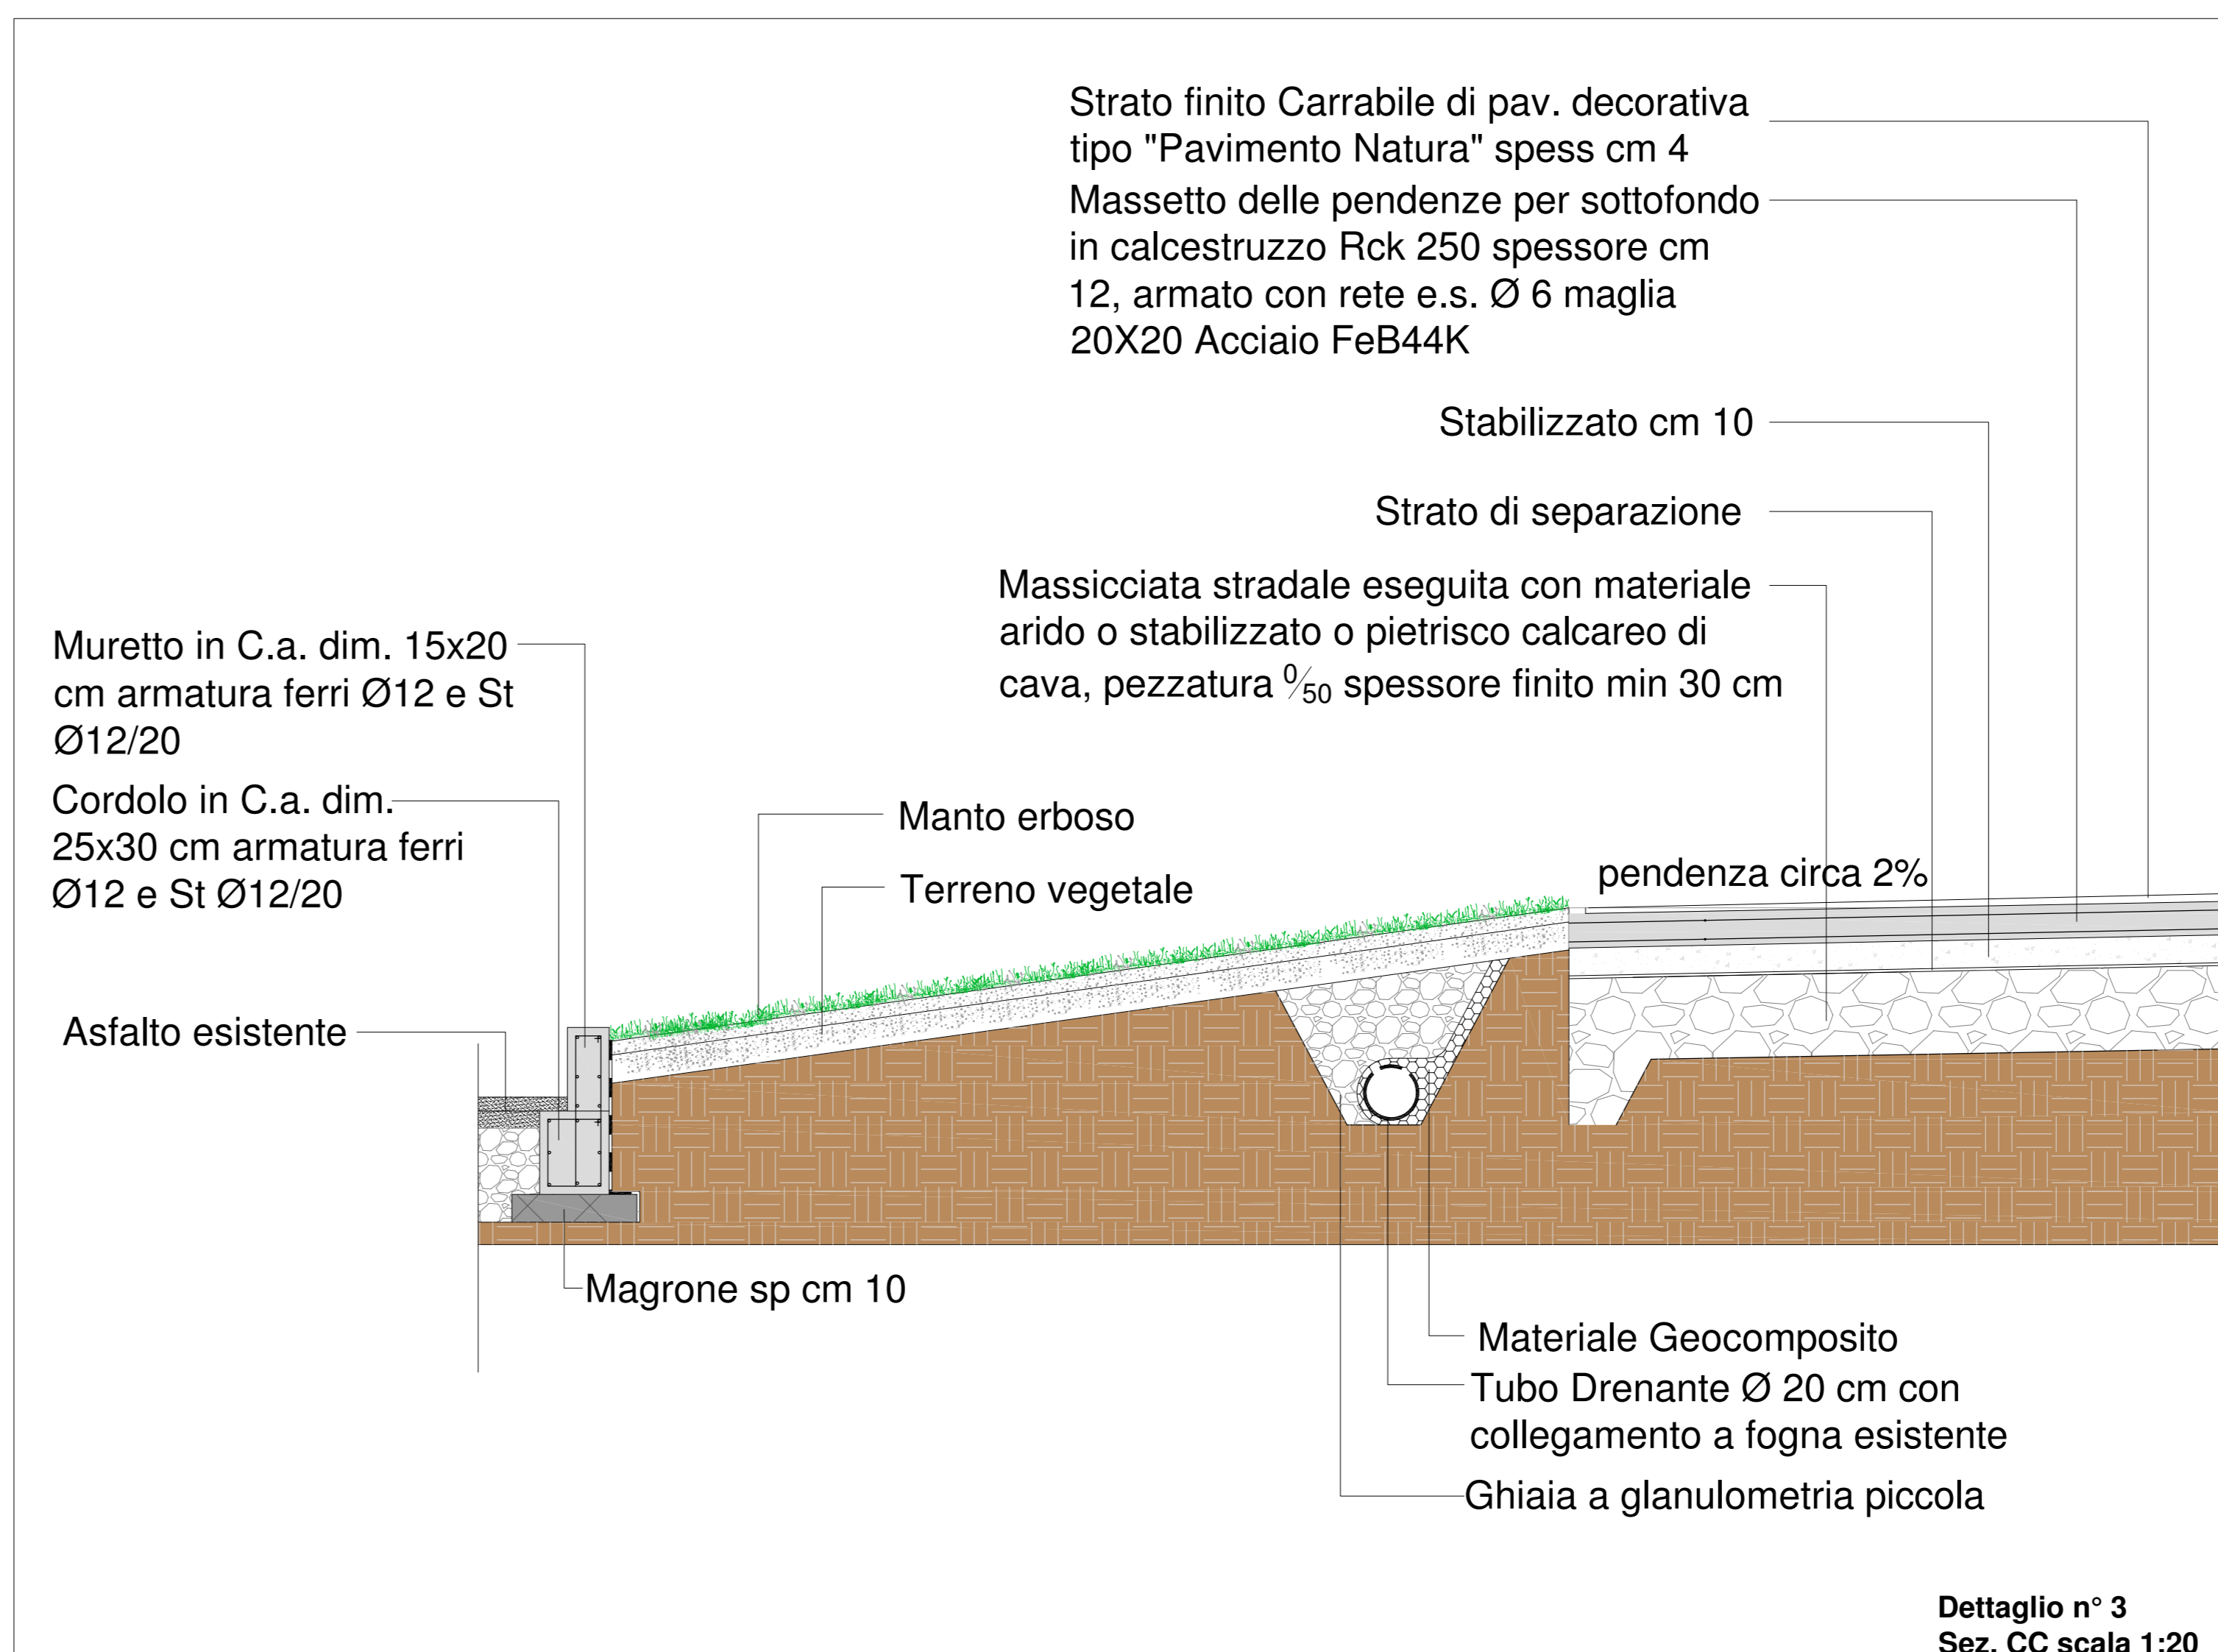 Strato finito Carrabile di pav. decorativa
tipo "Pavimento Natura" spess cm 4
Massetto delle pendenze per sottofondo
in calcestruzzo Rck 250 spessore cm
12, armato con rete e.s. Ø 6 maglia
20X20 Acciaio FeB44K
Stabilizzato cm 10
Strato di separazione
Massicciata stradale eseguita con materiale
arido o stabilizzato o pietrisco calcareo di
cava, pezzatura 0/50 spessore finito min 30 cm
Muretto in C.a. dim. 15x20
cm armatura ferri Ø12 e St
Ø12/20
Cordolo in C.a. dim.
25x30 cm armatura ferri
Ø12 e St Ø12/20
Manto erboso
Terreno vegetale
pendenza circa 2%
Asfalto esistente
Magrone sp cm 10
Materiale Geocomposito
Tubo Drenante Ø 20 cm con
collegamento a fogna esistente
Ghiaia a glanulometria piccola
Dettaglio n° 3
Sez. CC scala 1:20